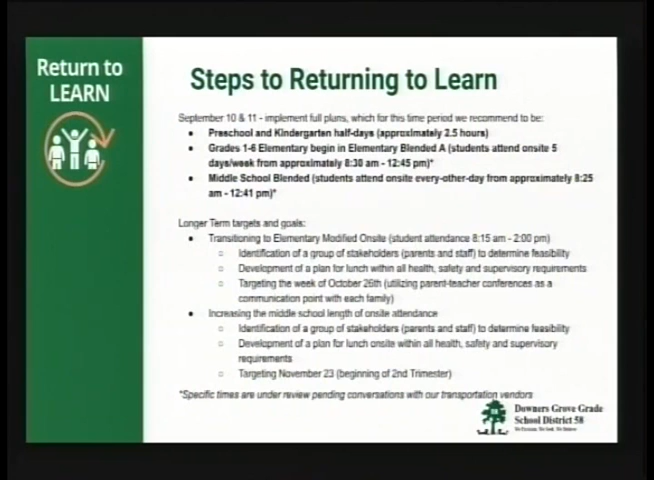 Return to
LEARN
Steps to Returning to Learn
September 10 & 11 - implement full plans, which for this time period we recommend to be:
• Preschool and Kindergarten half-days (approximately 2.5 hours)
• Grades 1-6 Elementary begin in Elementary Blended A (students attend onsite 5
days/week from approximately 8:30 am - 12:45 pm)*
• Middle School Blended (students attend onsite every-other-day from approximately 8:25
am - 12:41 pm)*
Longer Term targets and goals:
• Transitioning to Elementary Modified Onsite (student attendance 8:15 am - 2:00 pm)
○ Identification of a group of stakeholders (parents and staff) to determine feasibility
○ Development of a plan for lunch within all health, safety and supervisory requirements
○ Targeting the week of October 26th (utilizing parent-teacher conferences as a
communication point with each family)
• Increasing the middle school length of onsite attendance
○ Identification of a group of stakeholders (parents and staff) to determine feasibility
○ Development of a plan for lunch onsite within all health, safety and supervisory
requirements
○ Targeting November 23 (beginning of 2nd Trimester)
*Specific times are under review pending conversations with our transportation vendors
Downers Grove Grade
School District 58